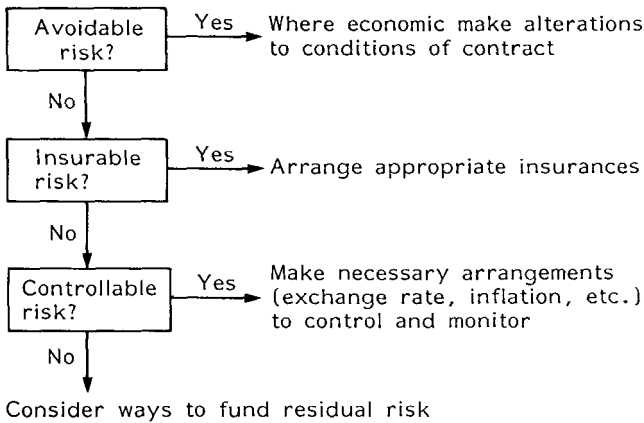 Avoidable
risk?
Yes
Where economic make alterations
to conditions of contract
No
Insurable
risk?
Yes
Arrange appropriate insurances
No
Controllable
risk?
Yes
Make necessary arrangements
(exchange rate, inflation, etc.)
to control and monitor
No
Consider ways to fund residual risk